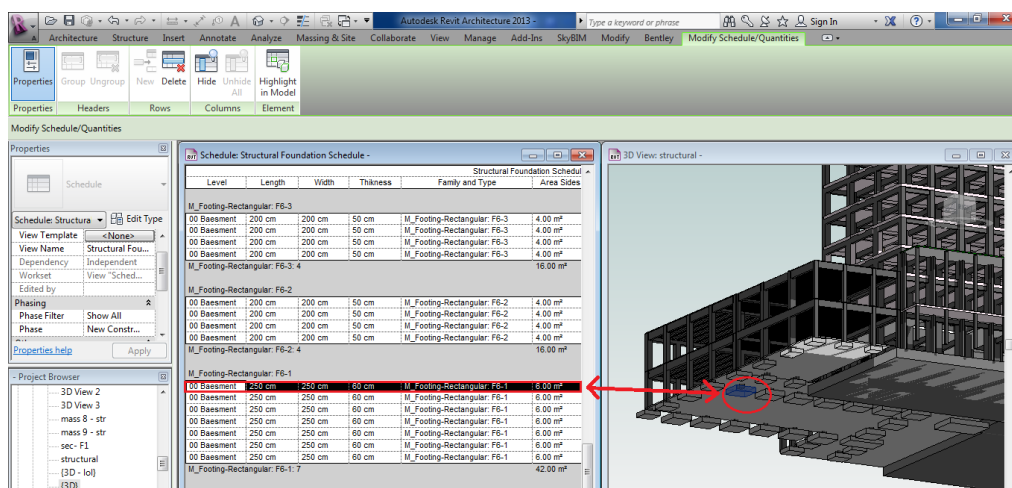 Autodesk Revit Architecture 2013 -
Type a keyword or phrase
Sign In
Architecture Structure Insert Annotate Analyze Massing & Site Collaborate View Manage Add-Ins SkyBIM Modify Bentley Modify Schedule/Quantities
Properties Group Ungroup New Delete Hide Unhide All Highlight in Model
Properties Headers Rows Columns Element
Modify Schedule/Quantities
Properties
Schedule
Schedule: Structura Edit Type
View Template <None>
View Name Structural Fou...
Dependency Independent
Workset View "Sched...
Edited by
Phasing
Phase Filter Show All
Phase New Constr...
Properties help Apply
- Project Browser
3D View 2
3D View 3
mass 8 - str
mass 9 - str
sec- F1
structural
{3D - lol}
{3D}
Schedule: Structural Foundation Schedule -
Structural Foundation Schedul
Level Length Width Thikness Family and Type Area Sides
M_Footing-Rectangular: F6-3
00 Baesment 200 cm 200 cm 50 cm M_Footing-Rectangular: F6-3 4.00 m²
00 Baesment 200 cm 200 cm 50 cm M_Footing-Rectangular: F6-3 4.00 m²
00 Baesment 200 cm 200 cm 50 cm M_Footing-Rectangular: F6-3 4.00 m²
00 Baesment 200 cm 200 cm 50 cm M_Footing-Rectangular: F6-3 4.00 m²
M_Footing-Rectangular: F6-3: 4 16.00 m²
M_Footing-Rectangular: F6-2
00 Baesment 200 cm 200 cm 50 cm M_Footing-Rectangular: F6-2 4.00 m²
00 Baesment 200 cm 200 cm 50 cm M_Footing-Rectangular: F6-2 4.00 m²
00 Baesment 200 cm 200 cm 50 cm M_Footing-Rectangular: F6-2 4.00 m²
00 Baesment 200 cm 200 cm 50 cm M_Footing-Rectangular: F6-2 4.00 m²
M_Footing-Rectangular: F6-2: 4 16.00 m²
M_Footing-Rectangular: F6-1
00 Baesment 250 cm 250 cm 60 cm M_Footing-Rectangular: F6-1 6.00 m²
00 Baesment 250 cm 250 cm 60 cm M_Footing-Rectangular: F6-1 6.00 m²
00 Baesment 250 cm 250 cm 60 cm M_Footing-Rectangular: F6-1 6.00 m²
00 Baesment 250 cm 250 cm 60 cm M_Footing-Rectangular: F6-1 6.00 m²
00 Baesment 250 cm 250 cm 60 cm M_Footing-Rectangular: F6-1 6.00 m²
00 Baesment 250 cm 250 cm 60 cm M_Footing-Rectangular: F6-1 6.00 m²
00 Baesment 250 cm 250 cm 60 cm M_Footing-Rectangular: F6-1 6.00 m²
M_Footing-Rectangular: F6-1: 7 42.00 m²
3D View: structural -